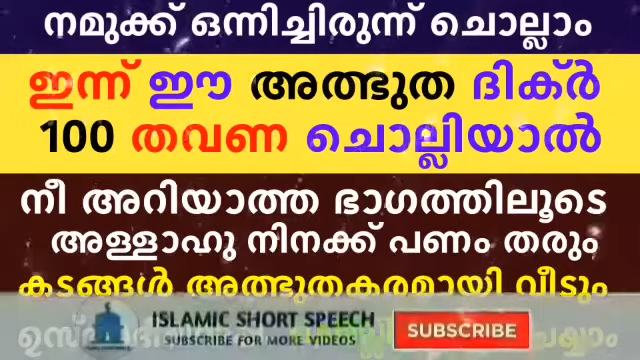 നമുക്ക് ഒന്നിച്ചിരുന്ന് ചൊല്ലാം
ഇന്ന് ഈ അത്ഭുത ദിക്ർ
100 തവണ ചൊല്ലിയാൽ
നീ അറിയാത്ത ഭാഗത്തിലൂടെ
അള്ളാഹു നിനക്ക് പണം തരും
കടങ്ങൾ അത്ഭുതകരമായി വീടും
ISLAMIC SHORT SPEECH
SUBSCRIBE FOR MORE VIDEOS
SUBSCRIBE